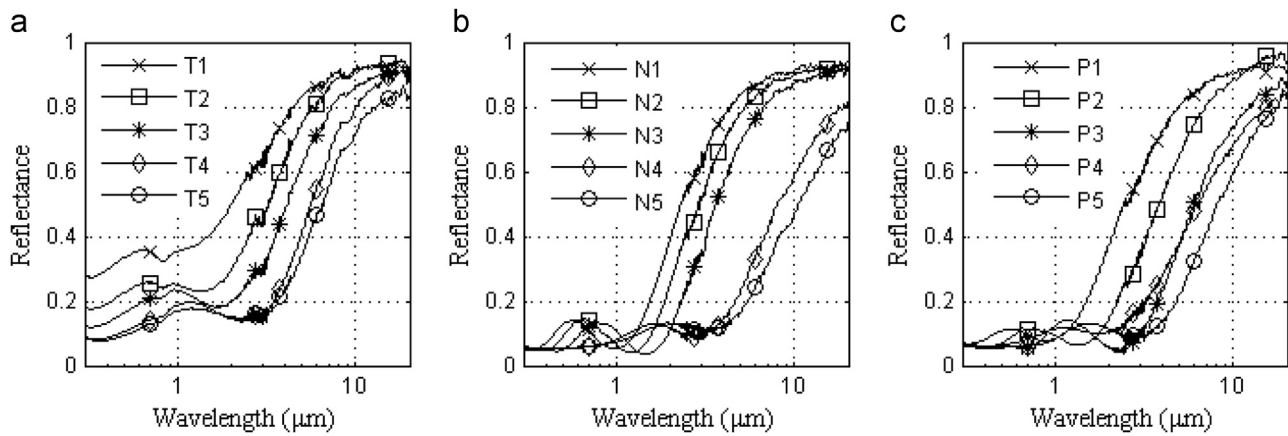 a
1
T1
T2
0.8
T3
T4
0.6
T5
Reflectance
0.4
0.2
0
1
10
Wavelength (μm)
b
1
N1
N2
0.8
N3
N4
0.6
N5
Reflectance
0.4
0.2
0
1
10
Wavelength (μm)
c
1
P1
P2
0.8
P3
P4
0.6
P5
Reflectance
0.4
0.2
0
1
10
Wavelength (μm)